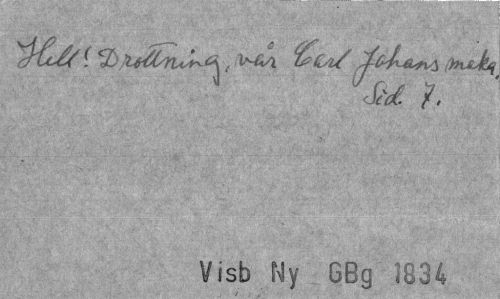 Hell! Drottning, vår Carl Johans maka,
Sid. 7.
Visb Ny GBg 1834